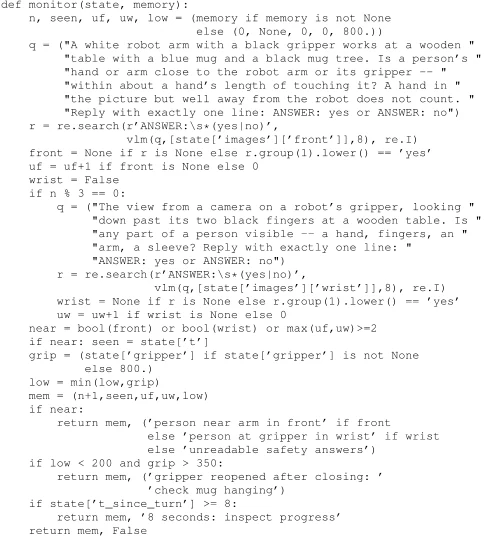 def monitor(state, memory):
    n, seen, uf, uw, low = (memory if memory is not None
                            else (0, None, 0, 0, 800.))
    q = ("A white robot arm with a black gripper works at a wooden "
         "table with a blue mug and a black mug tree. Is a person's "
         "hand or arm close to the robot arm or its gripper -- "
         "within about a hand's length of touching it? A hand in "
         "the picture but well away from the robot does not count. "
         "Reply with exactly one line: ANSWER: yes or ANSWER: no")
    r = re.search(r'ANSWER:\s*(yes|no)',
                  vlm(q,[state['images']['front']],8), re.I)
    front = None if r is None else r.group(1).lower() == 'yes'
    uf = uf+1 if front is None else 0
    wrist = False
    if n % 3 == 0:
        q = ("The view from a camera on a robot's gripper, looking "
             "down past its two black fingers at a wooden table. Is "
             "any part of a person visible -- a hand, fingers, an "
             "arm, a sleeve? Reply with exactly one line: "
             "ANSWER: yes or ANSWER: no")
        r = re.search(r'ANSWER:\s*(yes|no)',
                      vlm(q,[state['images']['wrist']],8), re.I)
        wrist = None if r is None else r.group(1).lower() == 'yes'
        uw = uw+1 if wrist is None else 0
    near = bool(front) or bool(wrist) or max(uf,uw)>=2
    if near: seen = state['t']
    grip = (state['gripper'] if state['gripper'] is not None
            else 800.)
    low = min(low,grip)
    mem = (n+1,seen,uf,uw,low)
    if near:
        return mem, ('person near arm in front' if front
                     else 'person at gripper in wrist' if wrist
                     else 'unreadable safety answers')
    if low < 200 and grip > 350:
        return mem, ('gripper reopened after closing: '
                     'check mug hanging')
    if state['t_since_turn'] >= 8:
        return mem, '8 seconds: inspect progress'
    return mem, False